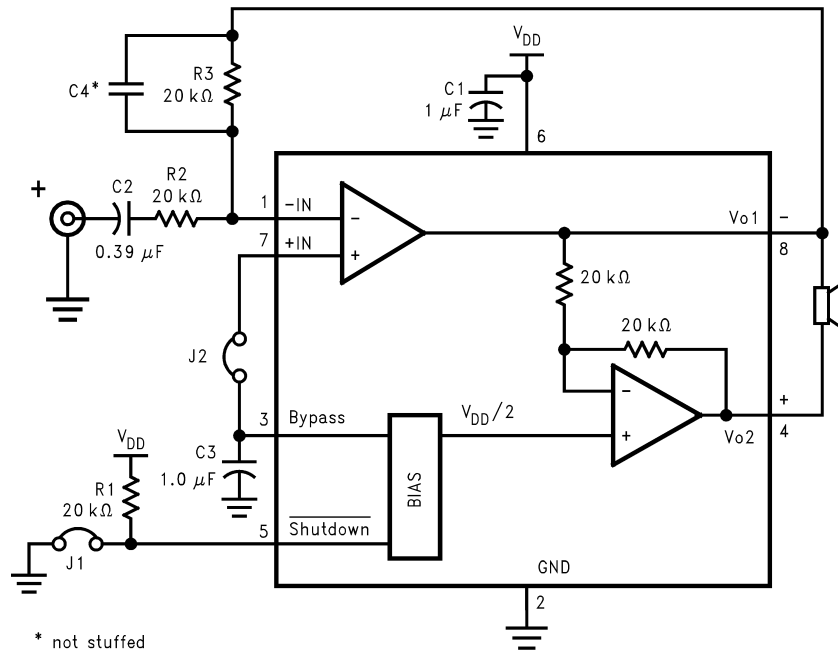 V_DD
C4*
R3
20 kΩ
C1
1 μF
6
+
C2
0.39 μF
R2
20 kΩ
1
-IN
7
+IN
−
+
Vo1
−
8
20 kΩ
20 kΩ
J2
3
Bypass
V_DD/2
−
+
+
Vo2
4
C3
1.0 μF
BIAS
V_DD
R1
20 kΩ
5
Shutdown
J1
GND
2
* not stuffed